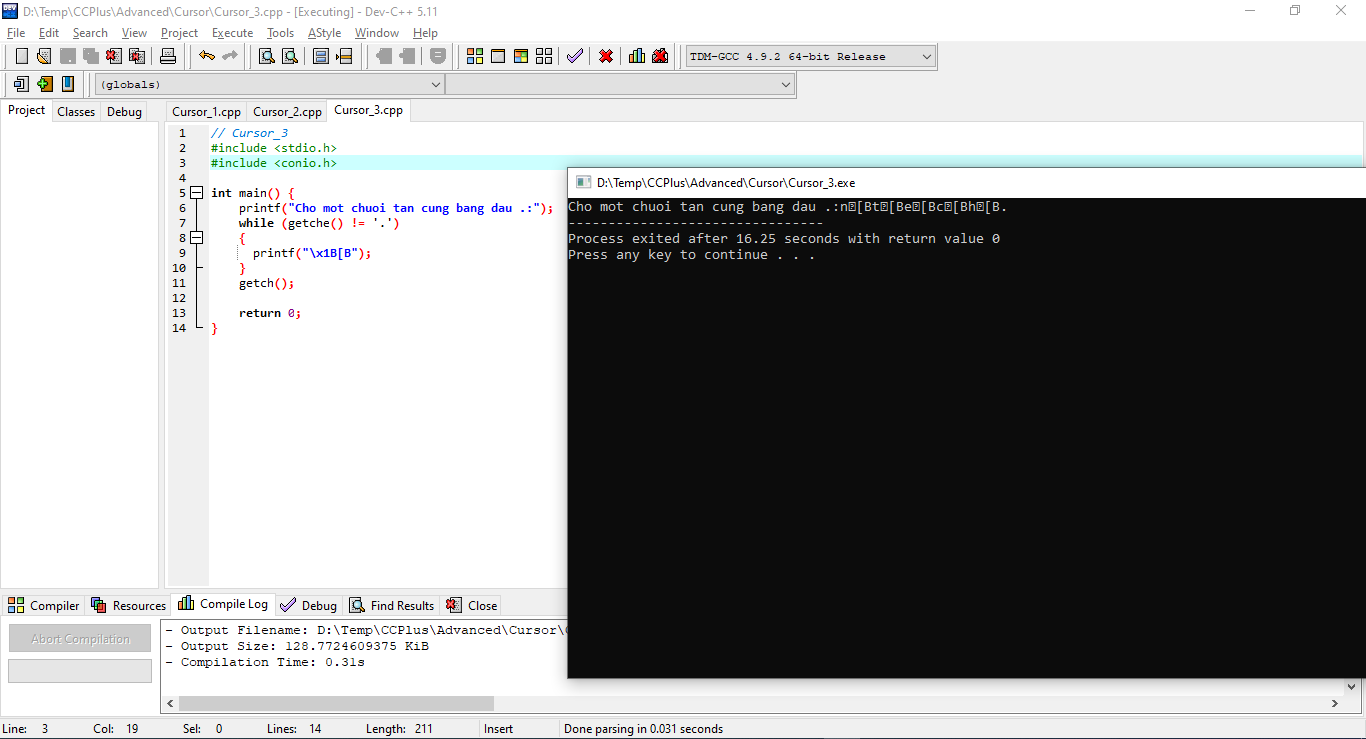 D:\Temp\CCPlus\Advanced\Cursor\Cursor_3.cpp - [Executing] - Dev-C++ 5.11
File Edit Search View Project Execute Tools AStyle Window Help
TDM-GCC 4.9.2 64-bit Release
(globals)
Project Classes Debug
Cursor_1.cpp Cursor_2.cpp Cursor_3.cpp
1 // Cursor_3
2 #include <stdio.h>
3 #include <conio.h>
4
5 int main() {
6 printf("Cho mot chuoi tan cung bang dau .:");
7 while (getche() != '.')
8 {
9 printf("\x1B[B");
10 }
11 getch();
12
13 return 0;
14 }
D:\Temp\CCPlus\Advanced\Cursor\Cursor_3.exe
Cho mot chuoi tan cung bang dau .:n⍰[Bt⍰[Be⍰[Bc⍰[Bh⍰[B.
--------------------------------
Process exited after 16.25 seconds with return value 0
Press any key to continue . . .
Compiler Resources Compile Log Debug Find Results Close
Abort Compilation
- Output Filename: D:\Temp\CCPlus\Advanced\Cursor\
- Output Size: 128.7724609375 KiB
- Compilation Time: 0.31s
Line: 3 Col: 19 Sel: 0 Lines: 14 Length: 211 Insert Done parsing in 0.031 seconds